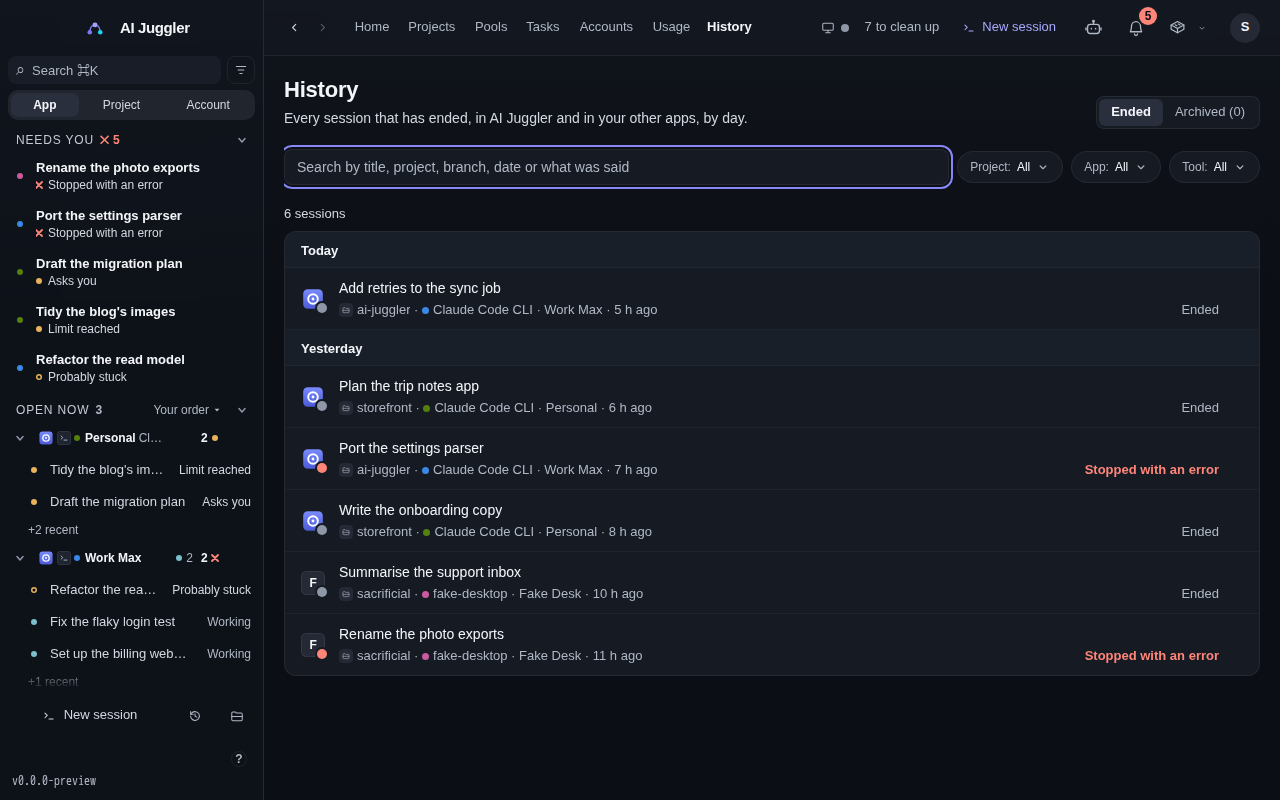 AI Juggler
Search ⌘K
App Project Account
NEEDS YOU 5
Rename the photo exports
Stopped with an error
Port the settings parser
Stopped with an error
Draft the migration plan
Asks you
Tidy the blog's images
Limit reached
Refactor the read model
Probably stuck
OPEN NOW 3 Your order
Personal Cl… 2
Tidy the blog's im… Limit reached
Draft the migration plan Asks you
+2 recent
Work Max 2 2
Refactor the rea… Probably stuck
Fix the flaky login test Working
Set up the billing web… Working
+1 recent
New session
?
v0.0.0-preview
Home Projects Pools Tasks Accounts Usage History 7 to clean up New session 5 S
History
Every session that has ended, in AI Juggler and in your other apps, by day.
Ended Archived (0)
Search by title, project, branch, date or what was said
Project: All App: All Tool: All
6 sessions
Today
Add retries to the sync job
ai-juggler · Claude Code CLI · Work Max · 5 h ago Ended
Yesterday
Plan the trip notes app
storefront · Claude Code CLI · Personal · 6 h ago Ended
Port the settings parser
ai-juggler · Claude Code CLI · Work Max · 7 h ago Stopped with an error
Write the onboarding copy
storefront · Claude Code CLI · Personal · 8 h ago Ended
F Summarise the support inbox
sacrificial · fake-desktop · Fake Desk · 10 h ago Ended
F Rename the photo exports
sacrificial · fake-desktop · Fake Desk · 11 h ago Stopped with an error